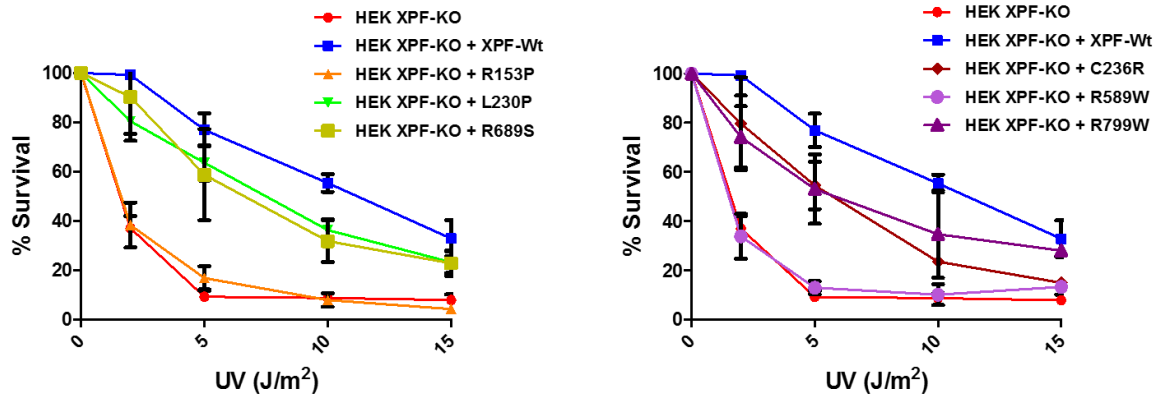 HEK XPF-KO
HEK XPF-KO + XPF-Wt
HEK XPF-KO + R153P
HEK XPF-KO + L230P
HEK XPF-KO + R689S
% Survival
100
80
60
40
20
0
0
5
10
15
UV (J/m²)
HEK XPF-KO
HEK XPF-KO + XPF-Wt
HEK XPF-KO + C236R
HEK XPF-KO + R589W
HEK XPF-KO + R799W
% Survival
100
80
60
40
20
0
0
5
10
15
UV (J/m²)